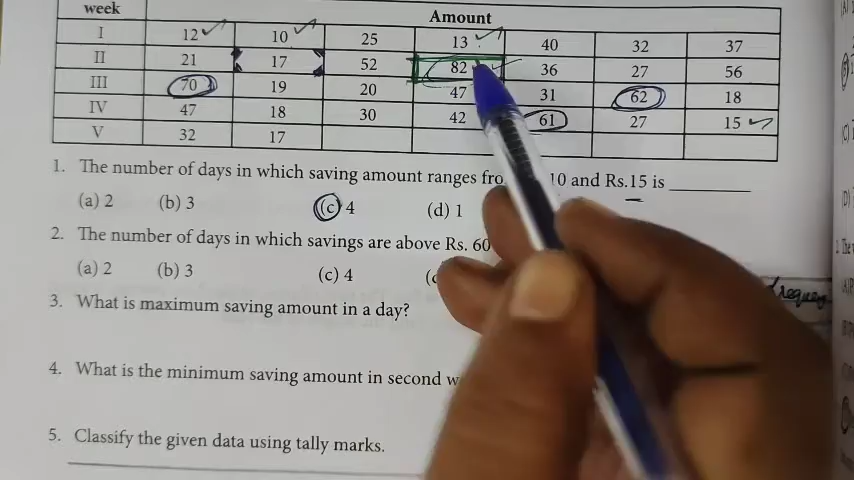 week Amount
I 12 10 25 13 40 32 37
II 21 17 52 82 36 27 56
III 70 19 20 47 31 62 18
IV 47 18 30 42 61 27 15
V 32 17
1. The number of days in which saving amount ranges 10 and Rs.15 is ________
(a) 2 (b) 3 (c) 4 (d) 1
2. The number of days in which savings are above Rs. 60
(a) 2 (b) 3 (c) 4
3. What is maximum saving amount in a day?
4. What is the minimum saving amount in second
5. Classify the given data using tally marks.